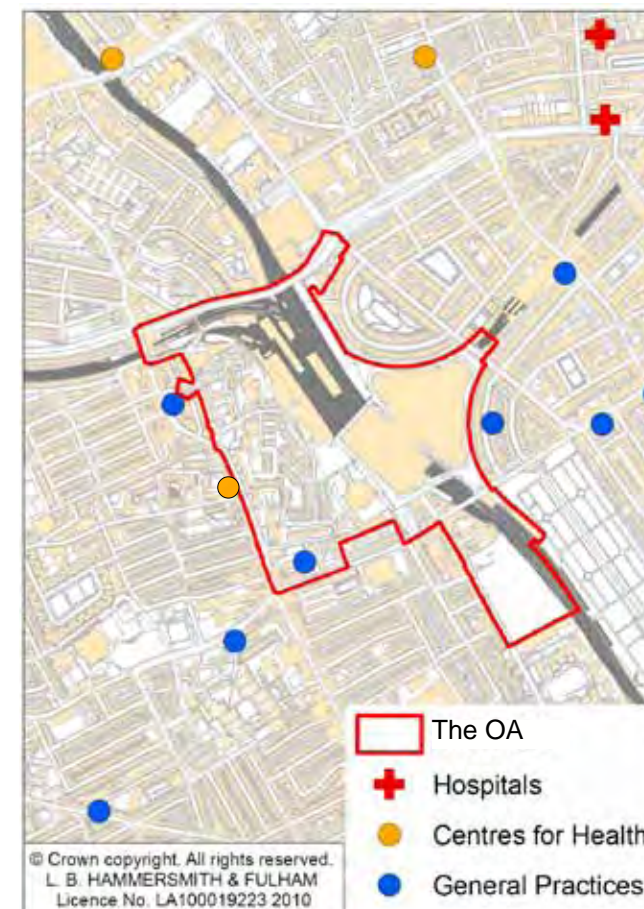 The OA
Hospitals
Centres for Health
General Practices
© Crown copyright. All rights reserved.
L. B. HAMMERSMITH & FULHAM
Licence No. LA100019223 2010